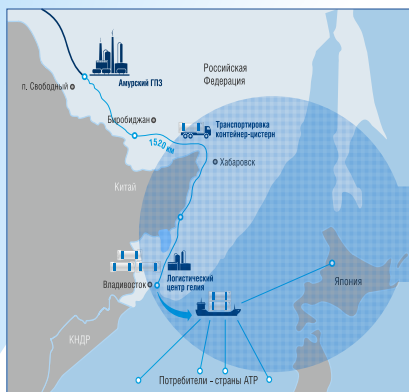 Российская
Федерация
Амурский ГПЗ
п. Свободный
Биробиджан
Транспортировка
контейнер-цистерн
1520 км
Хабаровск
Китай
Логистический
центр гелия
Владивосток
Япония
КНДР
Потребители - страны АТР